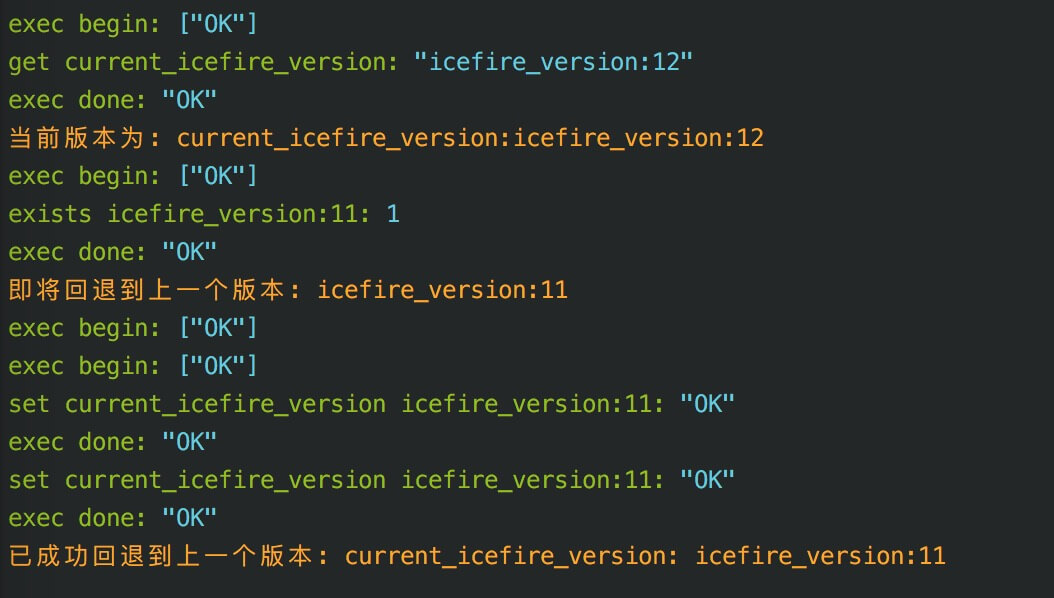 exec begin: ["OK"]
get current_icefire_version: "icefire_version:12"
exec done: "OK"
当前版本为: current_icefire_version:icefire_version:12
exec begin: ["OK"]
exists icefire_version:11: 1
exec done: "OK"
即将回退到上一个版本: icefire_version:11
exec begin: ["OK"]
exec begin: ["OK"]
set current_icefire_version icefire_version:11: "OK"
exec done: "OK"
set current_icefire_version icefire_version:11: "OK"
exec done: "OK"
已成功回退到上一个版本: current_icefire_version: icefire_version:11